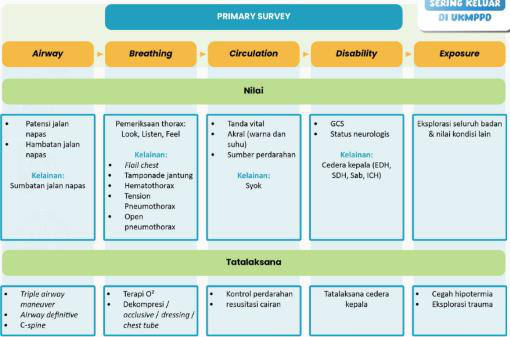 SERING KELUAR
DI UKMPPD
PRIMARY SURVEY
Airway
Breathing
Circulation
Disability
Exposure
Nilai
• Patensi jalan
napas
• Hambatan jalan
napas
Kelainan:
Sumbatan jalan napas
Pemeriksaan thorax:
Look, Listen, Feel
Kelainan:
• Flail chest
• Tamponade jantung
• Hematothorax
• Tension
Pneumothorax
• Open
pneumothorax
• Tanda vital
• Akral (warna dan
suhu)
• Sumber perdarahan
Kelainan:
Syok
• GCS
• Status neurologis
Kelainan:
Cedera kepala (EDH,
SDH, Sab, ICH)
Eksplorasi seluruh badan
& nilai kondisi lain
Tatalaksana
• Triple airway
maneuver
• Airway definitive
• C-spine
• Terapi O²
• Dekompresi /
occlusive / dressing /
chest tube
• Kontrol perdarahan
• resusitasi cairan
Tatalaksana cedera
kepala
• Cegah hipotermia
• Eksplorasi trauma